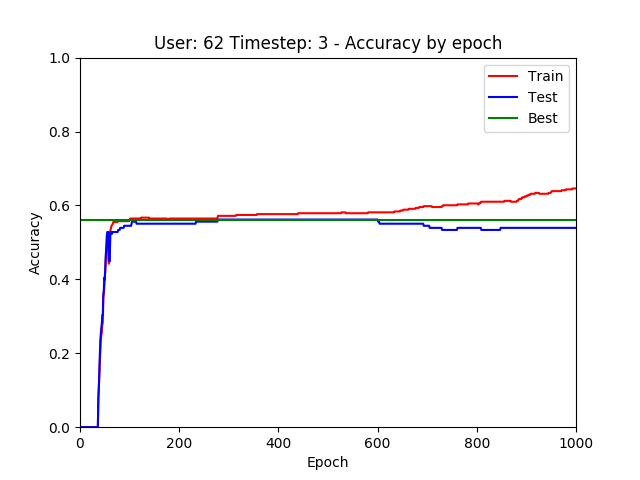 User: 62 Timestep: 3 - Accuracy by epoch
1.0
0.8
0.6
0.4
0.2
0.0
Accuracy
Train
Test
Best
0 200 400 600 800 1000
Epoch